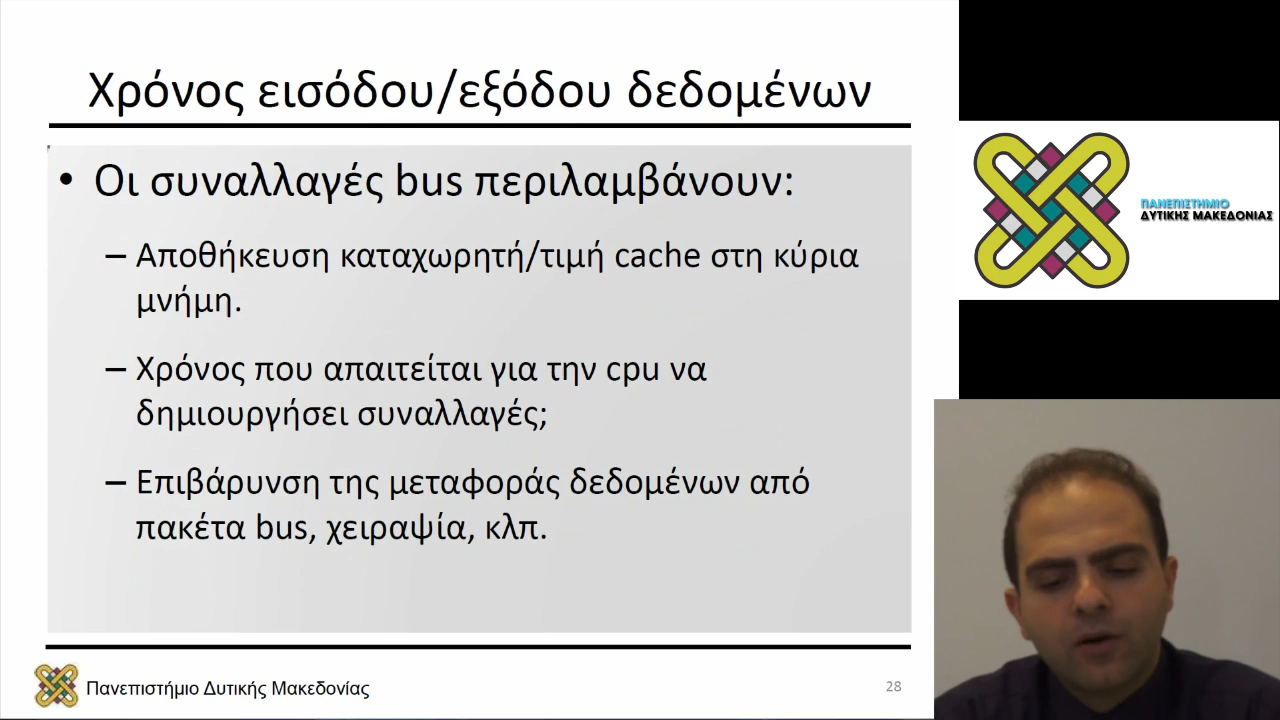 Χρόνος εισόδου/εξόδου δεδομένων
• Οι συναλλαγές bus περιλαμβάνουν:
– Αποθήκευση καταχωρητή/τιμή cache στη κύρια
μνήμη.
– Χρόνος που απαιτείται για την cpu να
δημιουργήσει συναλλαγές;
– Επιβάρυνση της μεταφοράς δεδομένων από
πακέτα bus, χειραψία, κλπ.
Πανεπιστήμιο Δυτικής Μακεδονίας
28
ΠΑΝΕΠΙΣΤΗΜΙΟ
ΔΥΤΙΚΗΣ ΜΑΚΕΔΟΝΙΑΣ